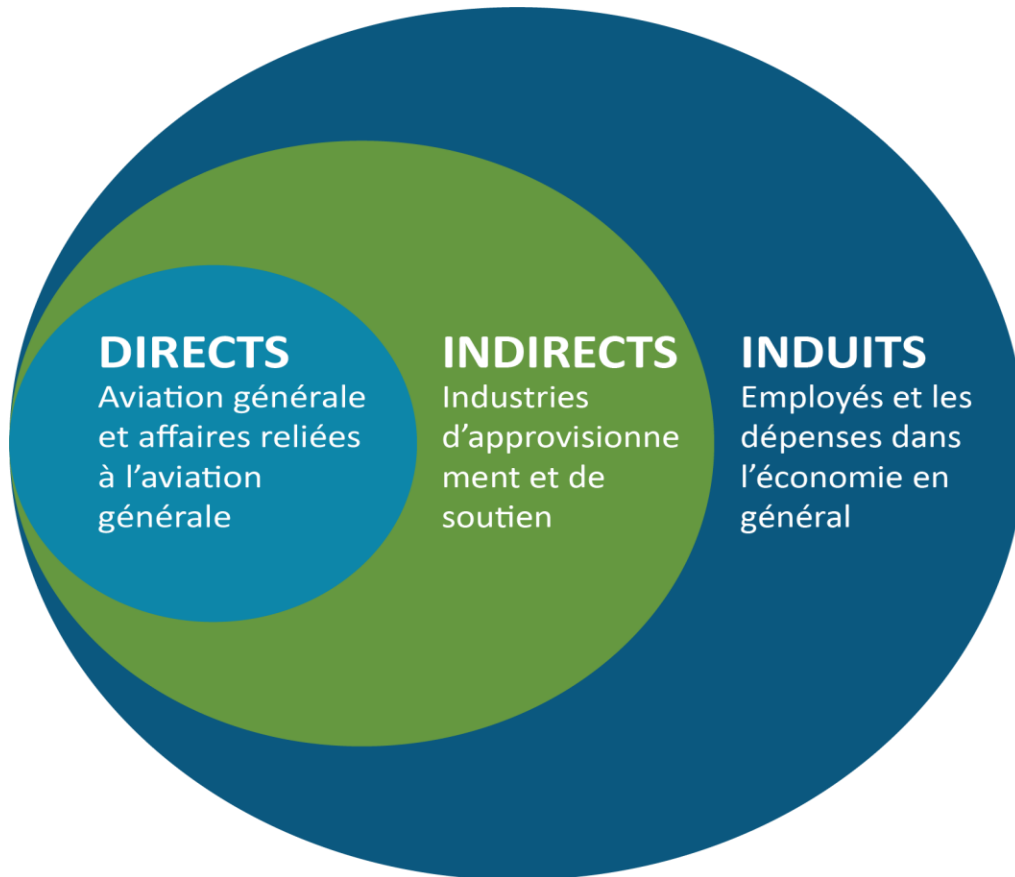 DIRECTS
Aviation générale
et affaires reliées
à l'aviation
générale
INDIRECTS
Industries
d'approvisionne
ment et de
soutien
INDUITS
Employés et les
dépenses dans
l'économie en
général